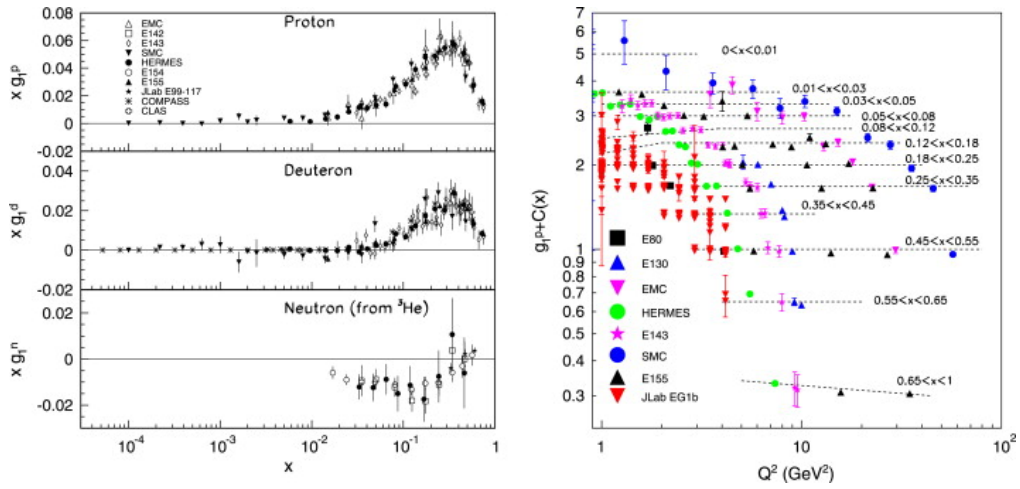 Proton
EMC
E142
E143
SMC
HERMES
E154
E155
JLab E99-117
COMPASS
CLAS
x g₁ᵖ
0.08
0.06
0.04
0.02
0
-0.02
Deuteron
x g₁ᵈ
0.04
0.02
0
-0.02
Neutron (from ³He)
x g₁ⁿ
0.02
0
-0.02
10⁻⁴
10⁻³
10⁻²
10⁻¹
1
x
g₁ᵖ+C(x)
7
6
5
4
3
2
1
0.9
0.8
0.7
0.6
0.5
0.4
0.3
0<x<0.01
0.01<x<0.03
0.03<x<0.05
0.05<x<0.08
0.08<x<0.12
0.12<x<0.18
0.18<x<0.25
0.25<x<0.35
0.35<x<0.45
0.45<x<0.55
0.55<x<0.65
0.65<x<1
E80
E130
EMC
HERMES
E143
SMC
E155
JLab EG1b
1
10
10²
Q² (GeV²)